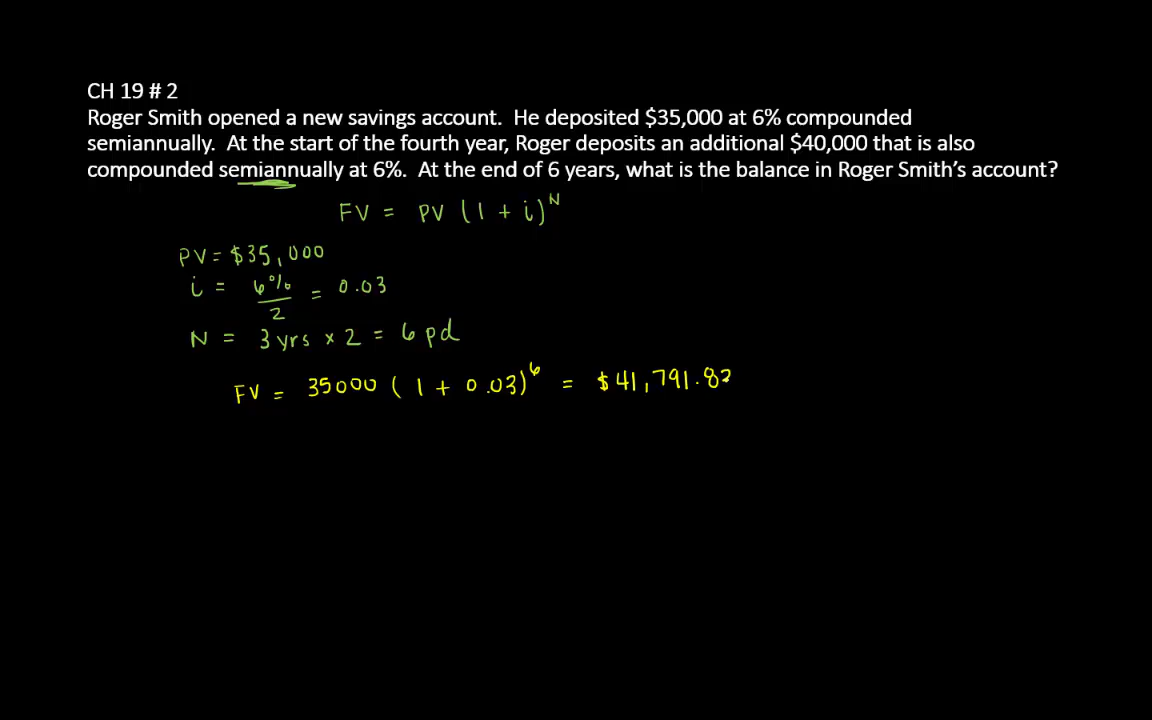 CH 19 # 2
Roger Smith opened a new savings account. He deposited $35,000 at 6% compounded
semiannually. At the start of the fourth year, Roger deposits an additional $40,000 that is also
compounded semiannually at 6%. At the end of 6 years, what is the balance in Roger Smith's account?
FV = PV (1 + i)^N
PV = $35,000
i = 6%/2 = 0.03
N = 3 yrs × 2 = 6 pd
FV = 35000 (1 + 0.03)^6 = $41,791.82